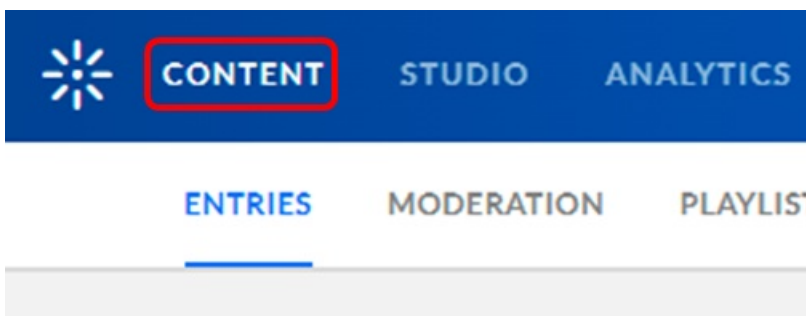 CONTENT STUDIO ANALYTICS
ENTRIES MODERATION PLAYLIST